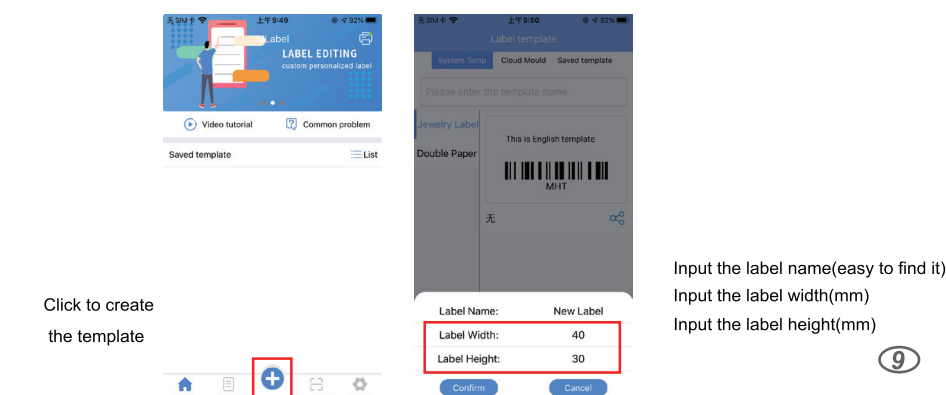 Click to create
the template
无SIM卡 上午9:49 92%
Label
LABEL EDITING
custom personalized label
Video tutorial Common problem
Saved template List
无SIM卡 上午9:50 92%
Label template
System Temp Cloud Mould Saved template
Please enter the template name
Jewelry Label
Double Paper
This is English template
MHT
无
Label Name: New Label
Label Width: 40
Label Height: 30
Confirm Cancel
Input the label name(easy to find it)
Input the label width(mm)
Input the label height(mm)
9